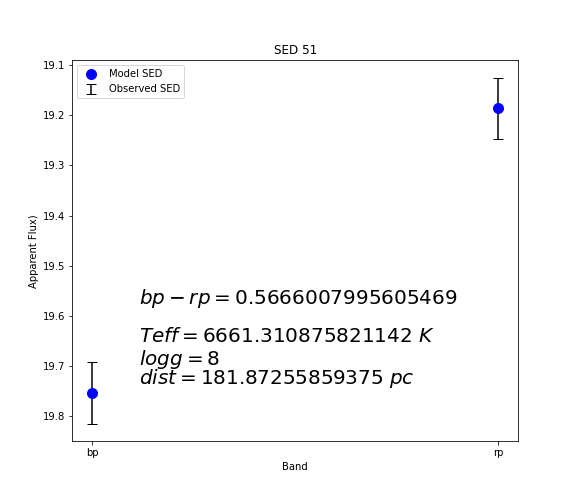 SED 51
19.1
Model SED
Observed SED
19.2
19.3
19.4
19.5
19.6
19.7
19.8
Apparent Flux)
bp − rp = 0.5666007995605469
Teff = 6661.310875821142 K
logg = 8
dist = 181.87255859375 pc
bp
rp
Band